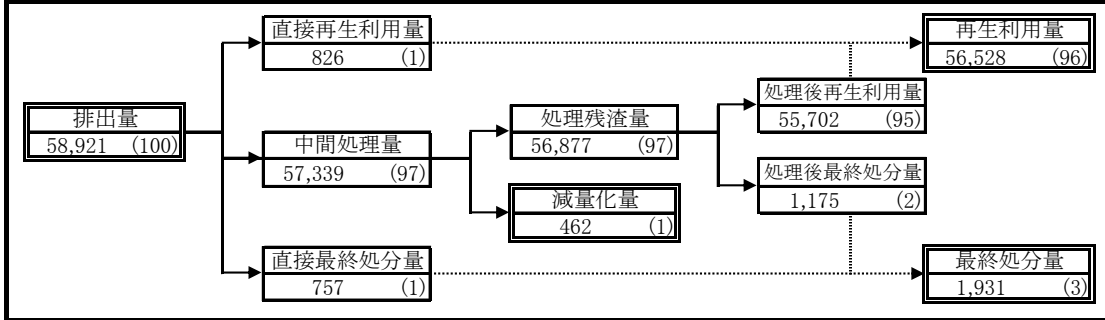 直接再生利用量
826 (1)
再生利用量
56,528 (96)
排出量
58,921 (100)
中間処理量
57,339 (97)
処理残渣量
56,877 (97)
処理後再生利用量
55,702 (95)
処理後最終処分量
1,175 (2)
減量化量
462 (1)
直接最終処分量
757 (1)
最終処分量
1,931 (3)